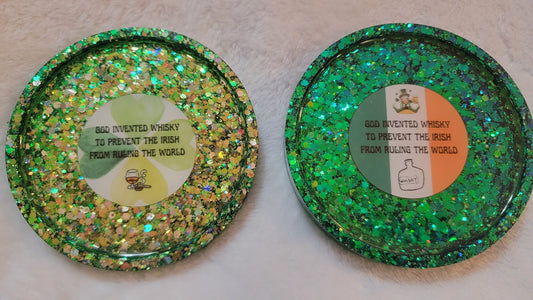 GOD INVENTED WHISKY
TO PREVENT THE IRISH
FROM RULING THE WORLD
GOD INVENTED WHISKY
TO PREVENT THE IRISH
FROM RULING THE WORLD
WHISKY